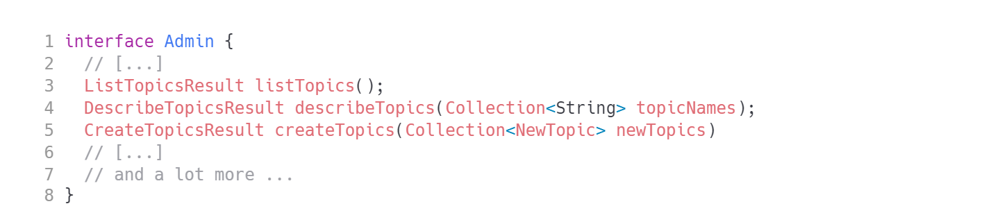 1 interface Admin {
2   // [...]
3   ListTopicsResult listTopics();
4   DescribeTopicsResult describeTopics(Collection<String> topicNames);
5   CreateTopicsResult createTopics(Collection<NewTopic> newTopics)
6   // [...]
7   // and a lot more ...
8 }